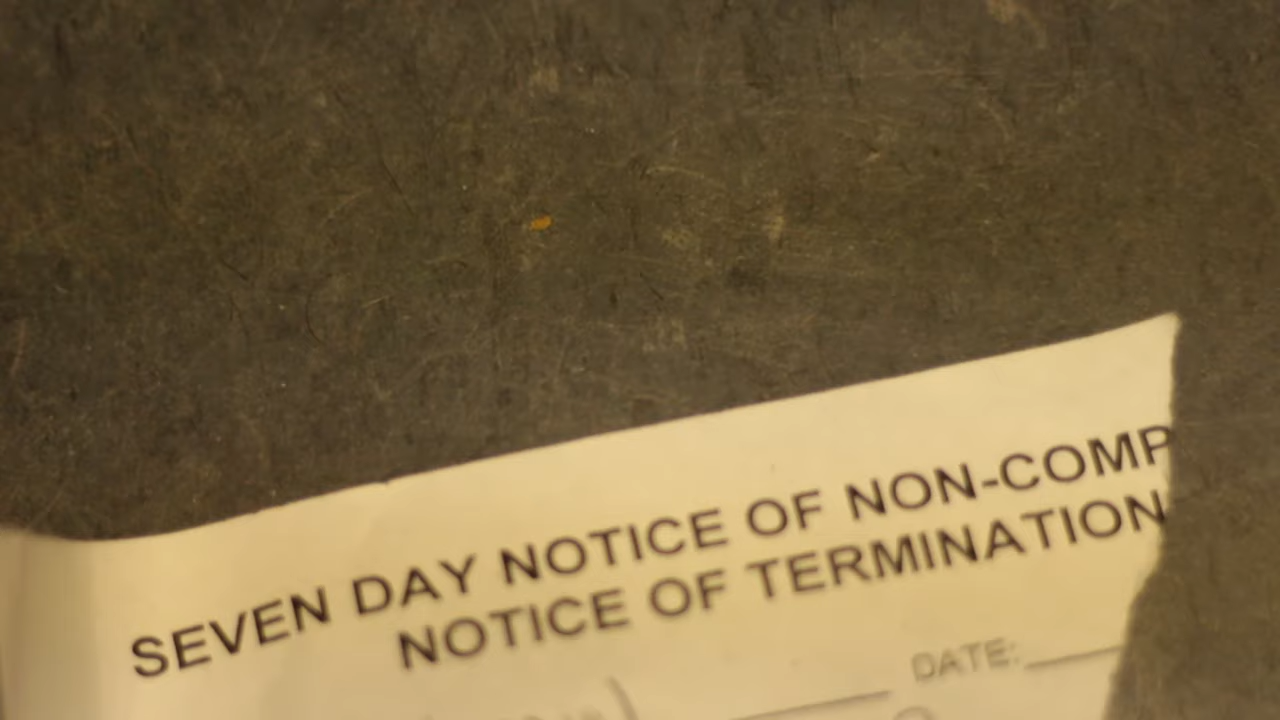 SEVEN DAY NOTICE OF NON-COMP
NOTICE OF TERMINATION
DATE: